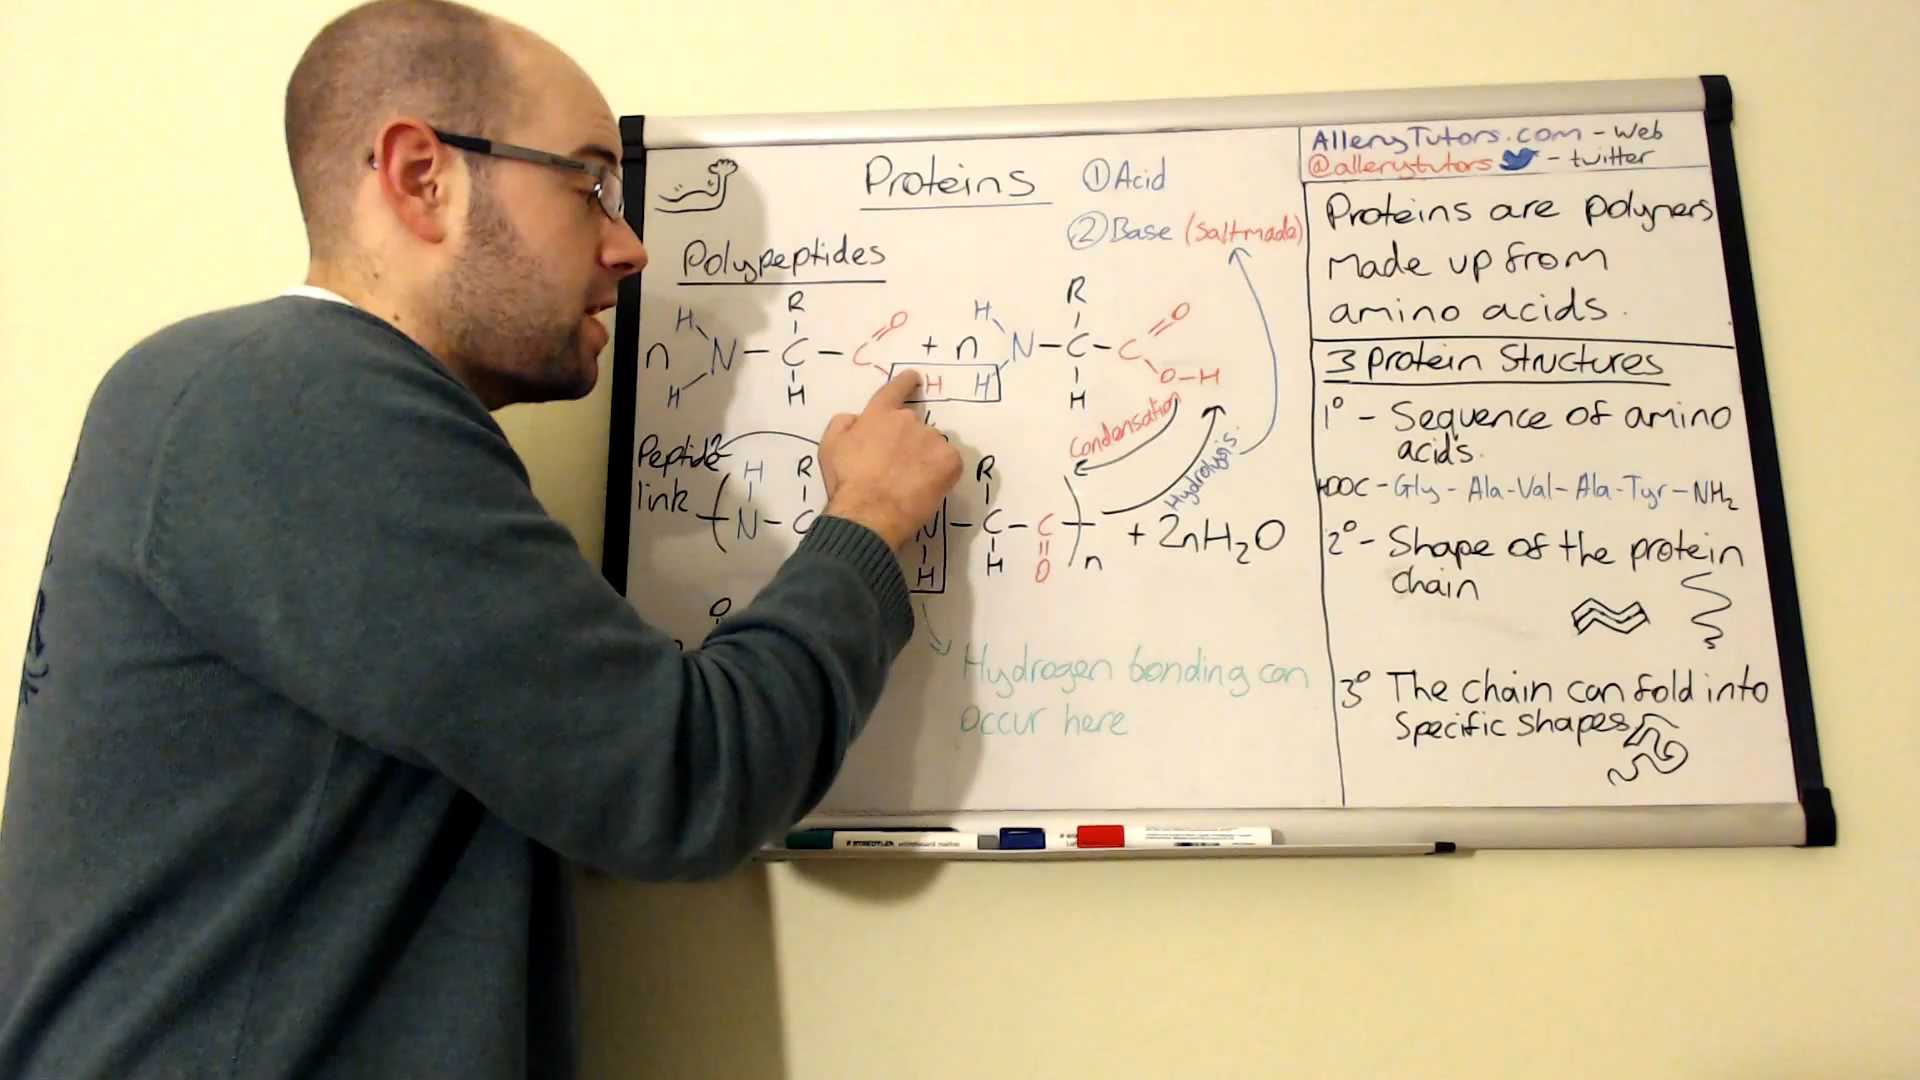 AlleryTutors.com - Web
@allerytutors - twitter
Proteins
① Acid
② Base (salt made)
Polypeptides
R
R
H
O
H
O
n N - C - C + n N - C - C
H
H
H
H
O-H
H
Condensation
Hydrolysis.
Peptide
link
H
R
R
N - C
N - C - C
n
+ 2nH2O
H
H
O
O
Hydrogen bonding can
occur here
Proteins are polymers
made up from
amino acids.
3 Protein Structures
1° - Sequence of amino
acids.
HOOC - Gly - Ala - Val - Ala - Tyr - NH2
2° - Shape of the protein
chain
3° The chain can fold into
specific shapes
STAEDTLER